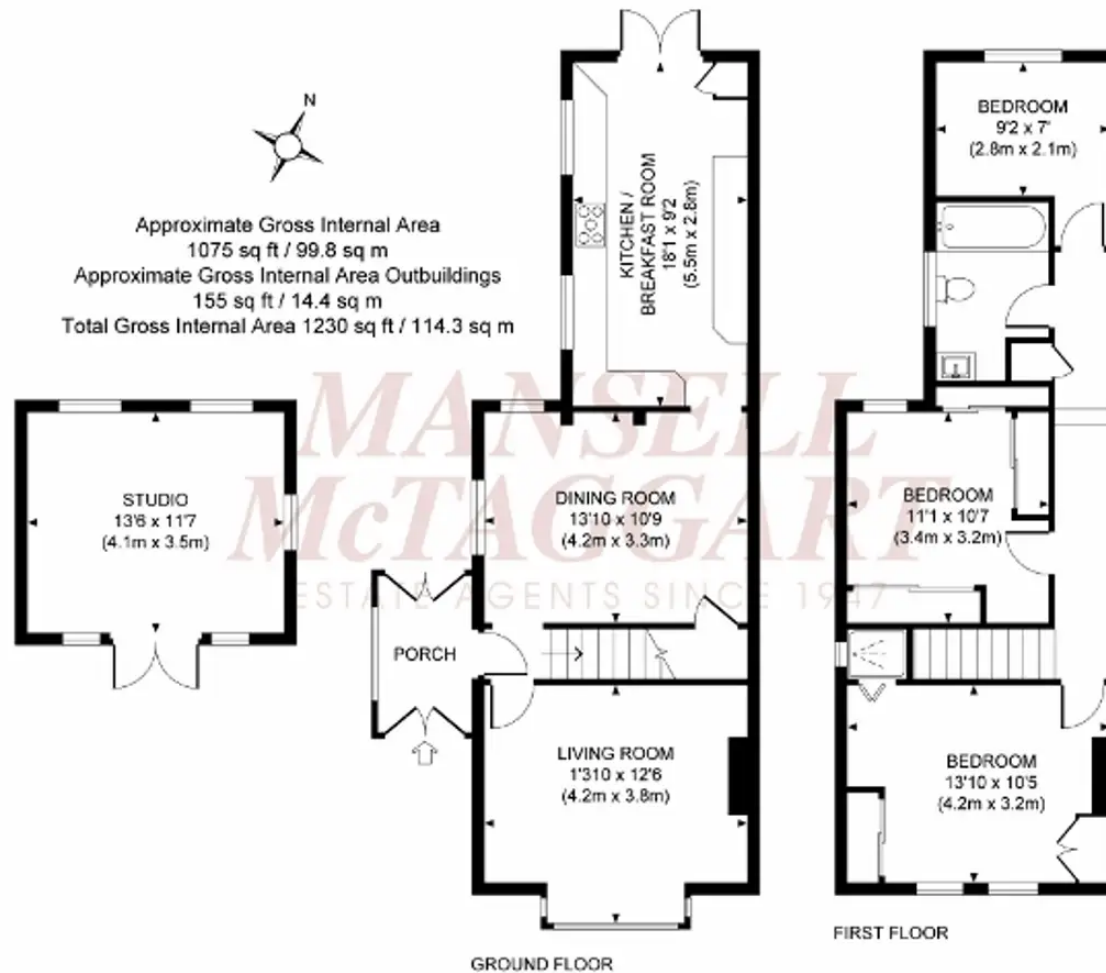 N
Approximate Gross Internal Area
1075 sq ft / 99.8 sq m
Approximate Gross Internal Area Outbuildings
155 sq ft / 14.4 sq m
Total Gross Internal Area 1230 sq ft / 114.3 sq m
KITCHEN /
BREAKFAST ROOM
18'1 x 9'2
(5.5m x 2.8m)
BEDROOM
9'2 x 7'
(2.8m x 2.1m)
MANSELL
McTAGGART
ESTATE AGENTS SINCE 1947
STUDIO
13'6 x 11'7
(4.1m x 3.5m)
DINING ROOM
13'10 x 10'9
(4.2m x 3.3m)
BEDROOM
11'1 x 10'7
(3.4m x 3.2m)
PORCH
LIVING ROOM
1'310 x 12'6
(4.2m x 3.8m)
BEDROOM
13'10 x 10'5
(4.2m x 3.2m)
GROUND FLOOR
FIRST FLOOR